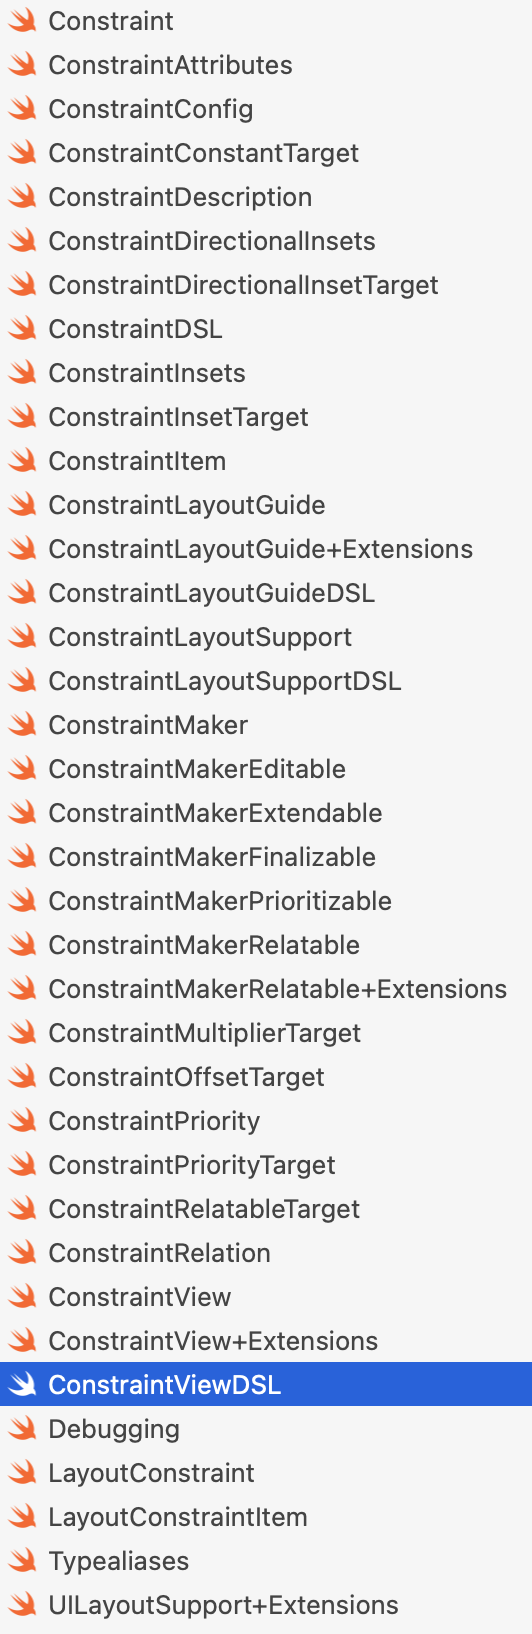 Constraint
ConstraintAttributes
ConstraintConfig
ConstraintConstantTarget
ConstraintDescription
ConstraintDirectionalInsets
ConstraintDirectionalInsetTarget
ConstraintDSL
ConstraintInsets
ConstraintInsetTarget
ConstraintItem
ConstraintLayoutGuide
ConstraintLayoutGuide+Extensions
ConstraintLayoutGuideDSL
ConstraintLayoutSupport
ConstraintLayoutSupportDSL
ConstraintMaker
ConstraintMakerEditable
ConstraintMakerExtendable
ConstraintMakerFinalizable
ConstraintMakerPrioritizable
ConstraintMakerRelatable
ConstraintMakerRelatable+Extensions
ConstraintMultiplierTarget
ConstraintOffsetTarget
ConstraintPriority
ConstraintPriorityTarget
ConstraintRelatableTarget
ConstraintRelation
ConstraintView
ConstraintView+Extensions
ConstraintViewDSL
Debugging
LayoutConstraint
LayoutConstraintItem
Typealiases
UILayoutSupport+Extensions